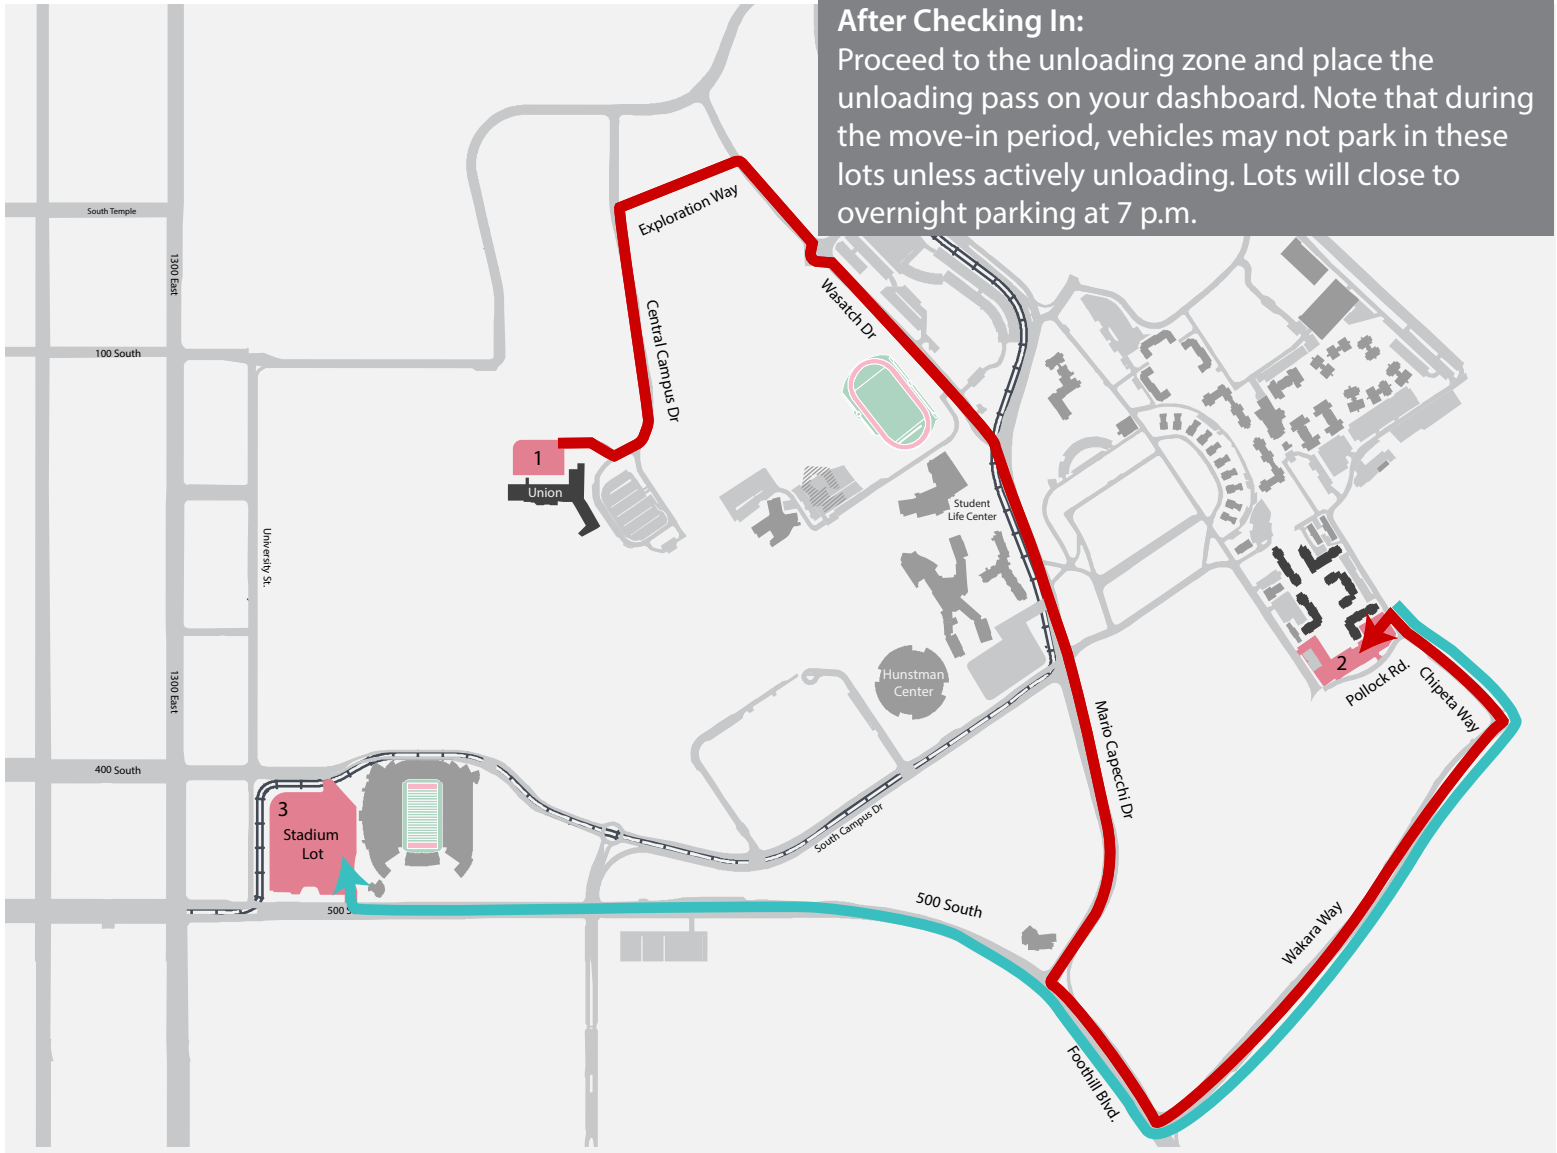 After Checking In:
Proceed to the unloading zone and place the
unloading pass on your dashboard. Note that during
the move-in period, vehicles may not park in these
lots unless actively unloading. Lots will close to
overnight parking at 7 p.m.
South Temple
Exploration Way
1300 East
Wasatch Dr
Central Campus Dr
100 South
1
Union
Student
Life Center
University St.
2
Pollock Rd.
Chipeta Way
Hunstman
Center
1300 East
Mario Capecchi Dr
400 South
3
Stadium
Lot
South Campus Dr
500 S
500 South
Wakara Way
Foothill Blvd.